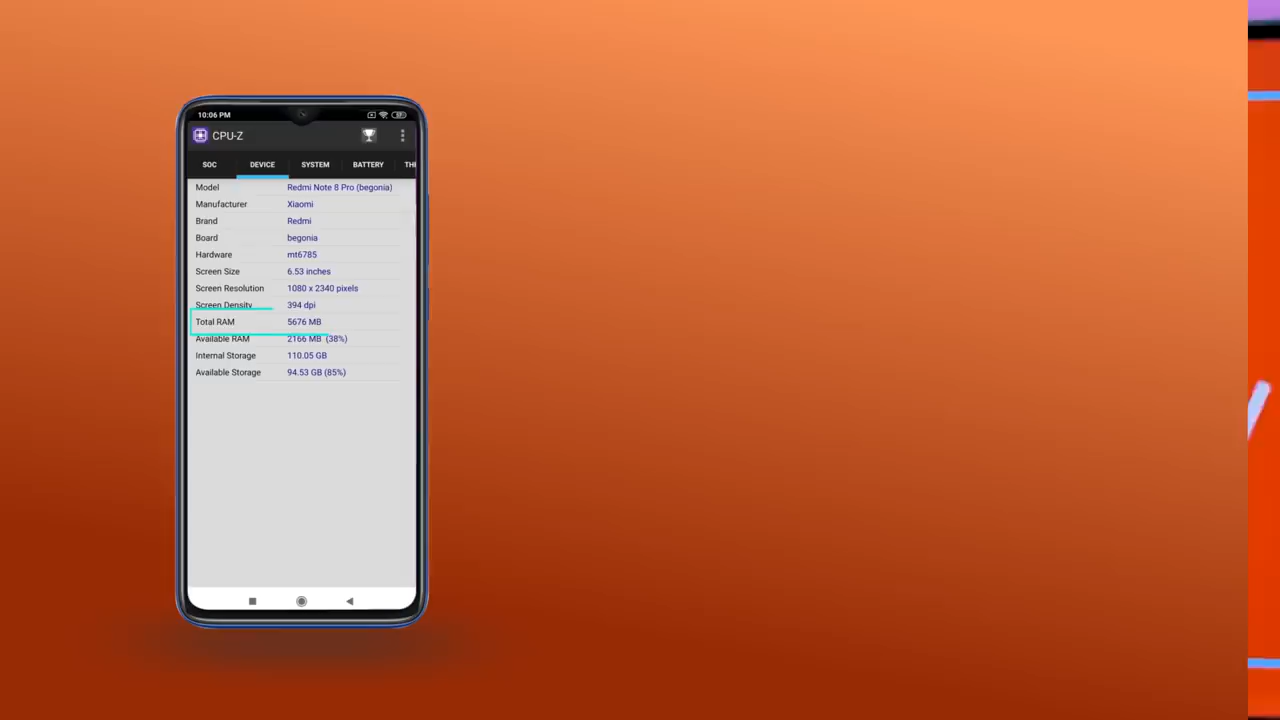 10:06 PM
CPU-Z
SOC DEVICE SYSTEM BATTERY TH
Model Redmi Note 8 Pro (begonia)
Manufacturer Xiaomi
Brand Redmi
Board begonia
Hardware mt6785
Screen Size 6.53 inches
Screen Resolution 1080 x 2340 pixels
Screen Density 394 dpi
Total RAM 5676 MB
Available RAM 2166 MB (38%)
Internal Storage 110.05 GB
Available Storage 94.53 GB (85%)